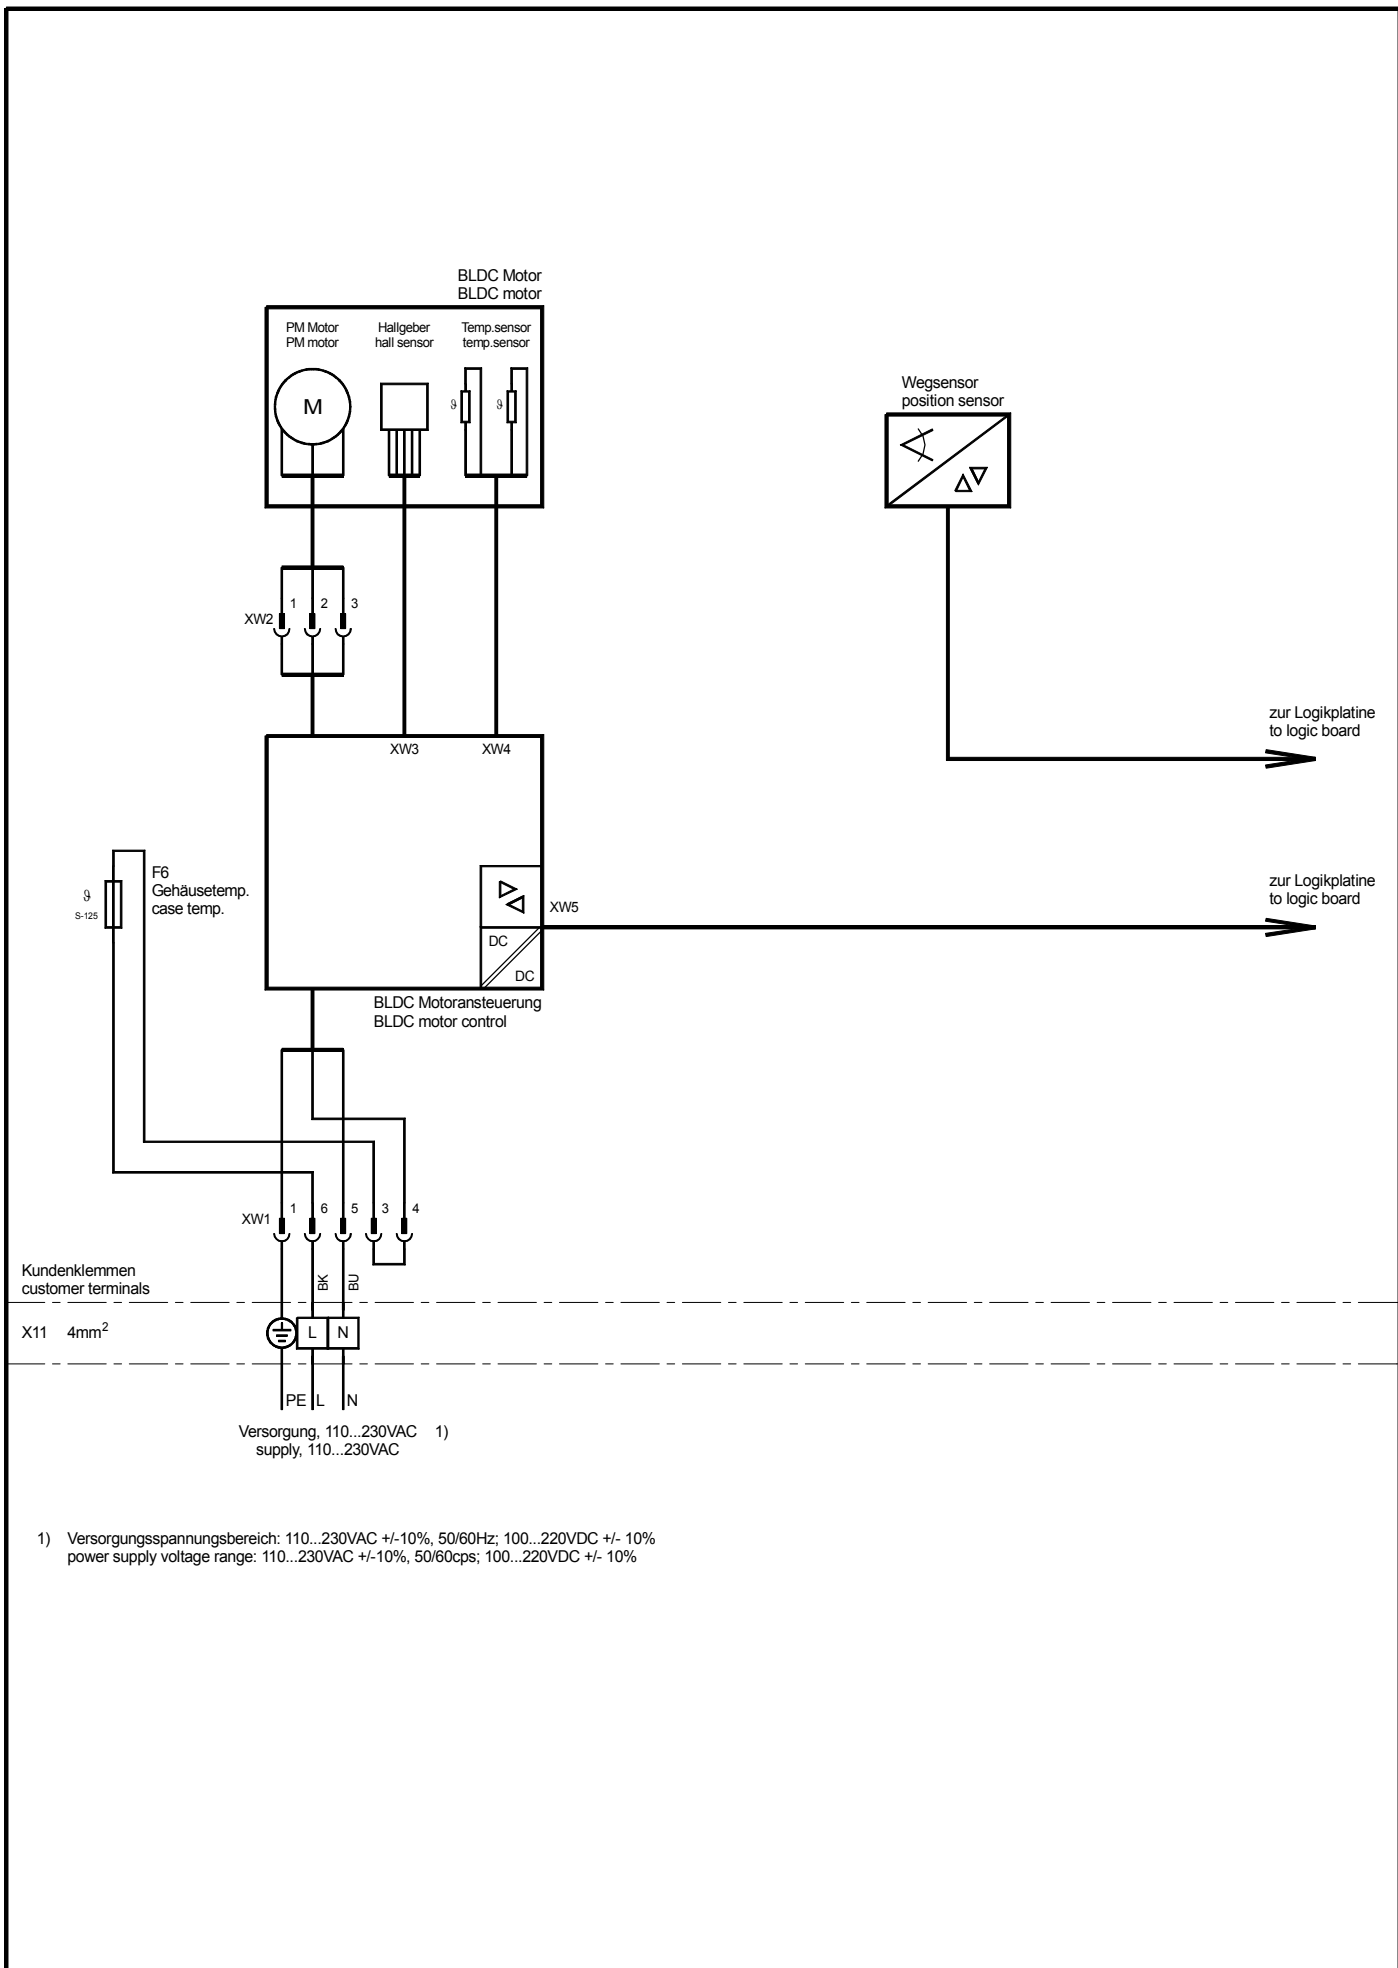 BLDC Motor
BLDC motor
PM Motor
PM motor
Hallgeber
hall sensor
Temp.sensor
temp.sensor
M
ϑ
ϑ
Wegsensor
position sensor
XW2
1
2
3
XW3
XW4
zur Logikplatine
to logic board
F6
Gehäusetemp.
case temp.
ϑ
S-125
XW5
DC
DC
zur Logikplatine
to logic board
BLDC Motoransteuerung
BLDC motor control
XW1
1
6
5
3
4
BK
BU
Kundenklemmen
customer terminals
X11 4mm²
L
N
PE
L
N
Versorgung, 110...230VAC 1)
supply, 110...230VAC
1) Versorgungsspannungsbereich: 110...230VAC +/-10%, 50/60Hz; 100...220VDC +/- 10%
power supply voltage range: 110...230VAC +/-10%, 50/60cps; 100...220VDC +/- 10%